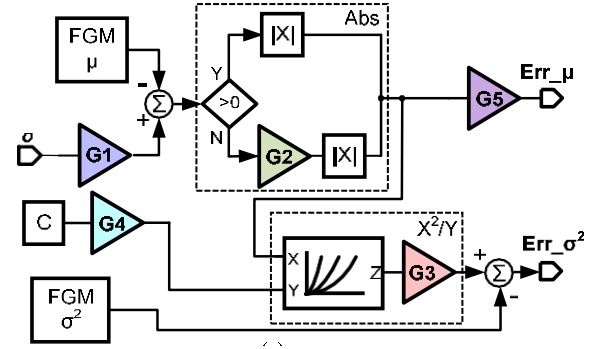 FGM
μ
Abs
|X|
Y
>0
N
-
Σ
+
σ
G1
G2
|X|
G5
Err_μ
C
G4
X²/Y
X
Y
Z
G3
+
Σ
-
Err_σ²
FGM
σ²